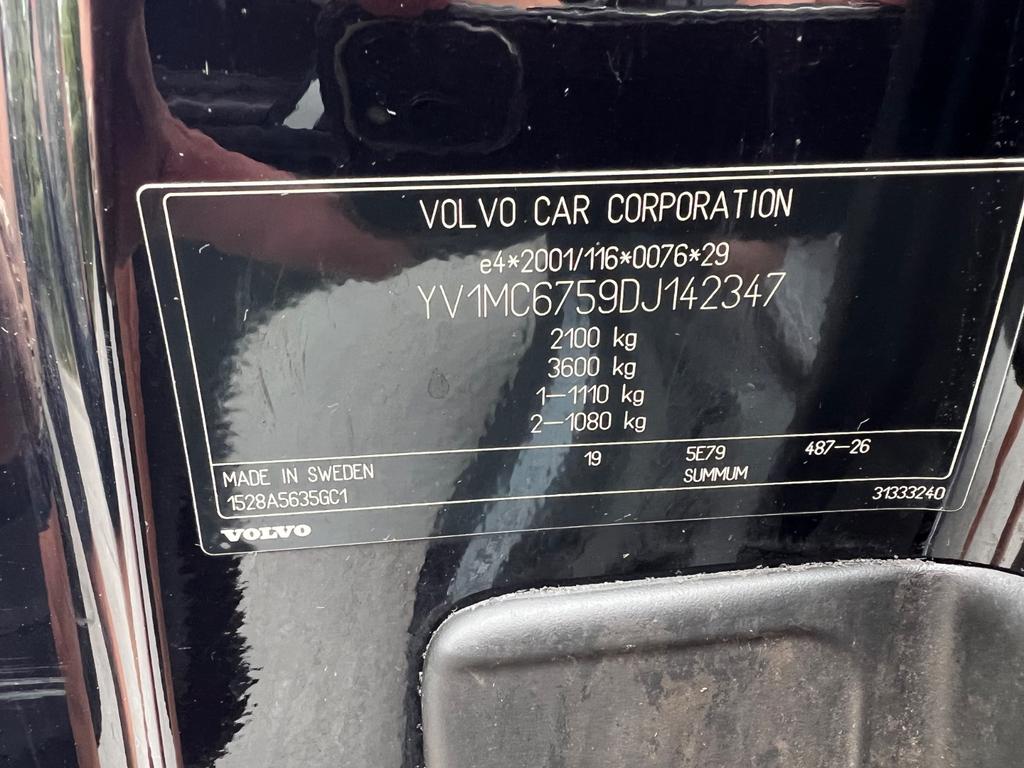 VOLVO CAR CORPORATION
e4*2001/116*0076*29
YV1MC6759DJ142347
2100 kg
3600 kg
1–1110 kg
2–1080 kg
19 5E79 487–26
MADE IN SWEDEN SUMMUM
1528A5635GC1 31333240
VOLVO